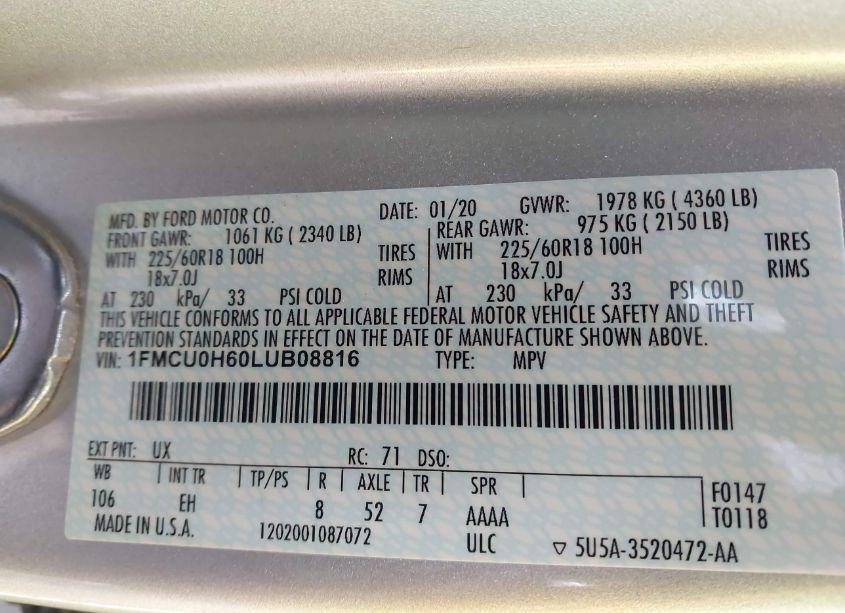 MFD. BY FORD MOTOR CO. DATE: 01/20 GVWR: 1978 KG ( 4360 LB)
FRONT GAWR: 1061 KG ( 2340 LB) REAR GAWR: 975 KG ( 2150 LB)
WITH 225/60R18 100H TIRES WITH 225/60R18 100H TIRES
18x7.0J RIMS 18x7.0J RIMS
AT 230 kPa/ 33 PSI COLD AT 230 kPa/ 33 PSI COLD
THIS VEHICLE CONFORMS TO ALL APPLICABLE FEDERAL MOTOR VEHICLE SAFETY AND THEFT
PREVENTION STANDARDS IN EFFECT ON THE DATE OF MANUFACTURE SHOWN ABOVE.
VIN: 1FMCU0H60LUB08816 TYPE: MPV
EXT PNT: UX RC: 71 DSO:
WB INT TR TP/PS R AXLE TR SPR F0147
106 EH 8 52 7 AAAA T0118
MADE IN U.S.A. 1202001087072 ULC ▽ 5U5A-3520472-AA